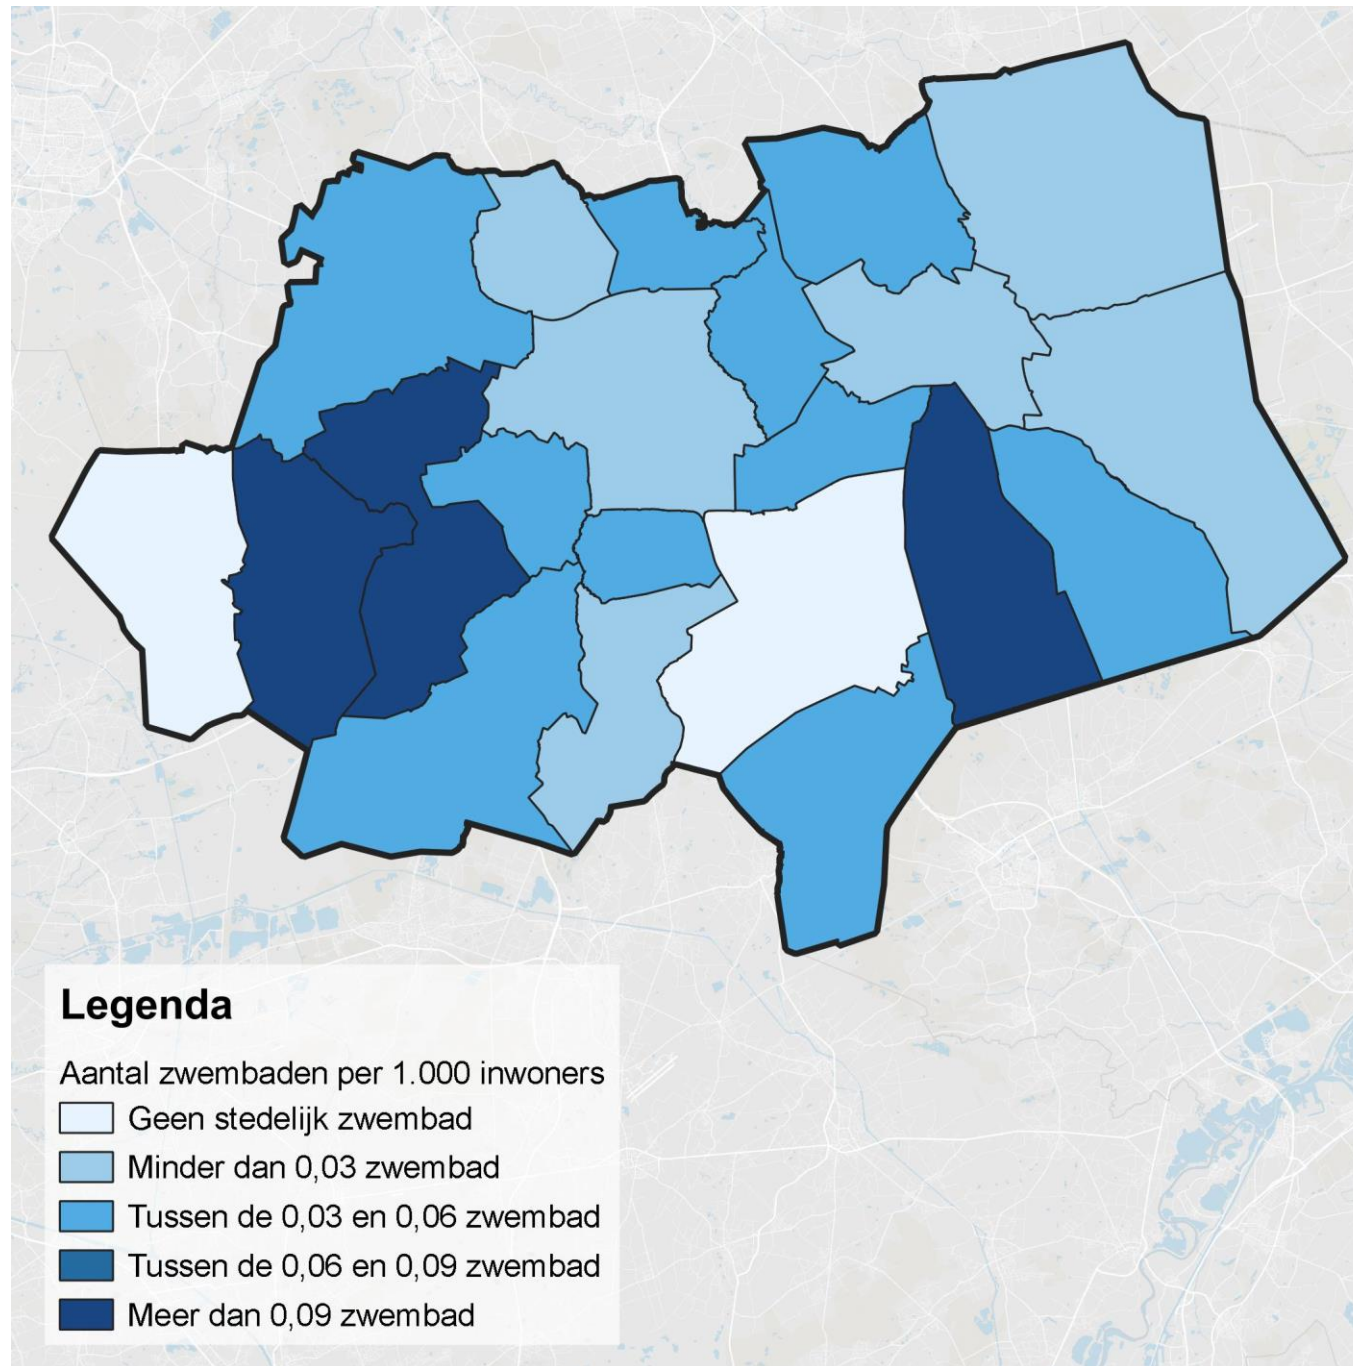 Legenda
Aantal zwembaden per 1.000 inwoners
Geen stedelijk zwembad
Minder dan 0,03 zwembad
Tussen de 0,03 en 0,06 zwembad
Tussen de 0,06 en 0,09 zwembad
Meer dan 0,09 zwembad